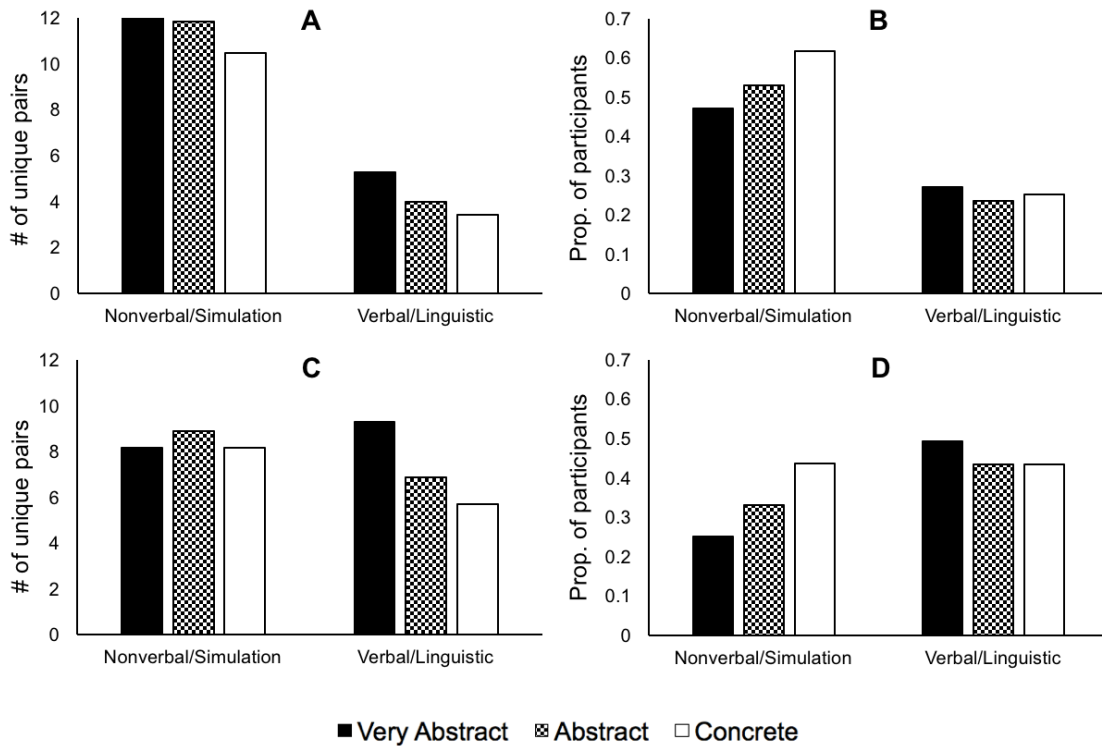 A
# of unique pairs
12
10
8
6
4
2
0
Nonverbal/Simulation
Verbal/Linguistic
B
Prop. of participants
0.7
0.6
0.5
0.4
0.3
0.2
0.1
0
Nonverbal/Simulation
Verbal/Linguistic
C
# of unique pairs
12
10
8
6
4
2
0
Nonverbal/Simulation
Verbal/Linguistic
D
Prop. of participants
0.7
0.6
0.5
0.4
0.3
0.2
0.1
0
Nonverbal/Simulation
Verbal/Linguistic
Very Abstract
Abstract
Concrete